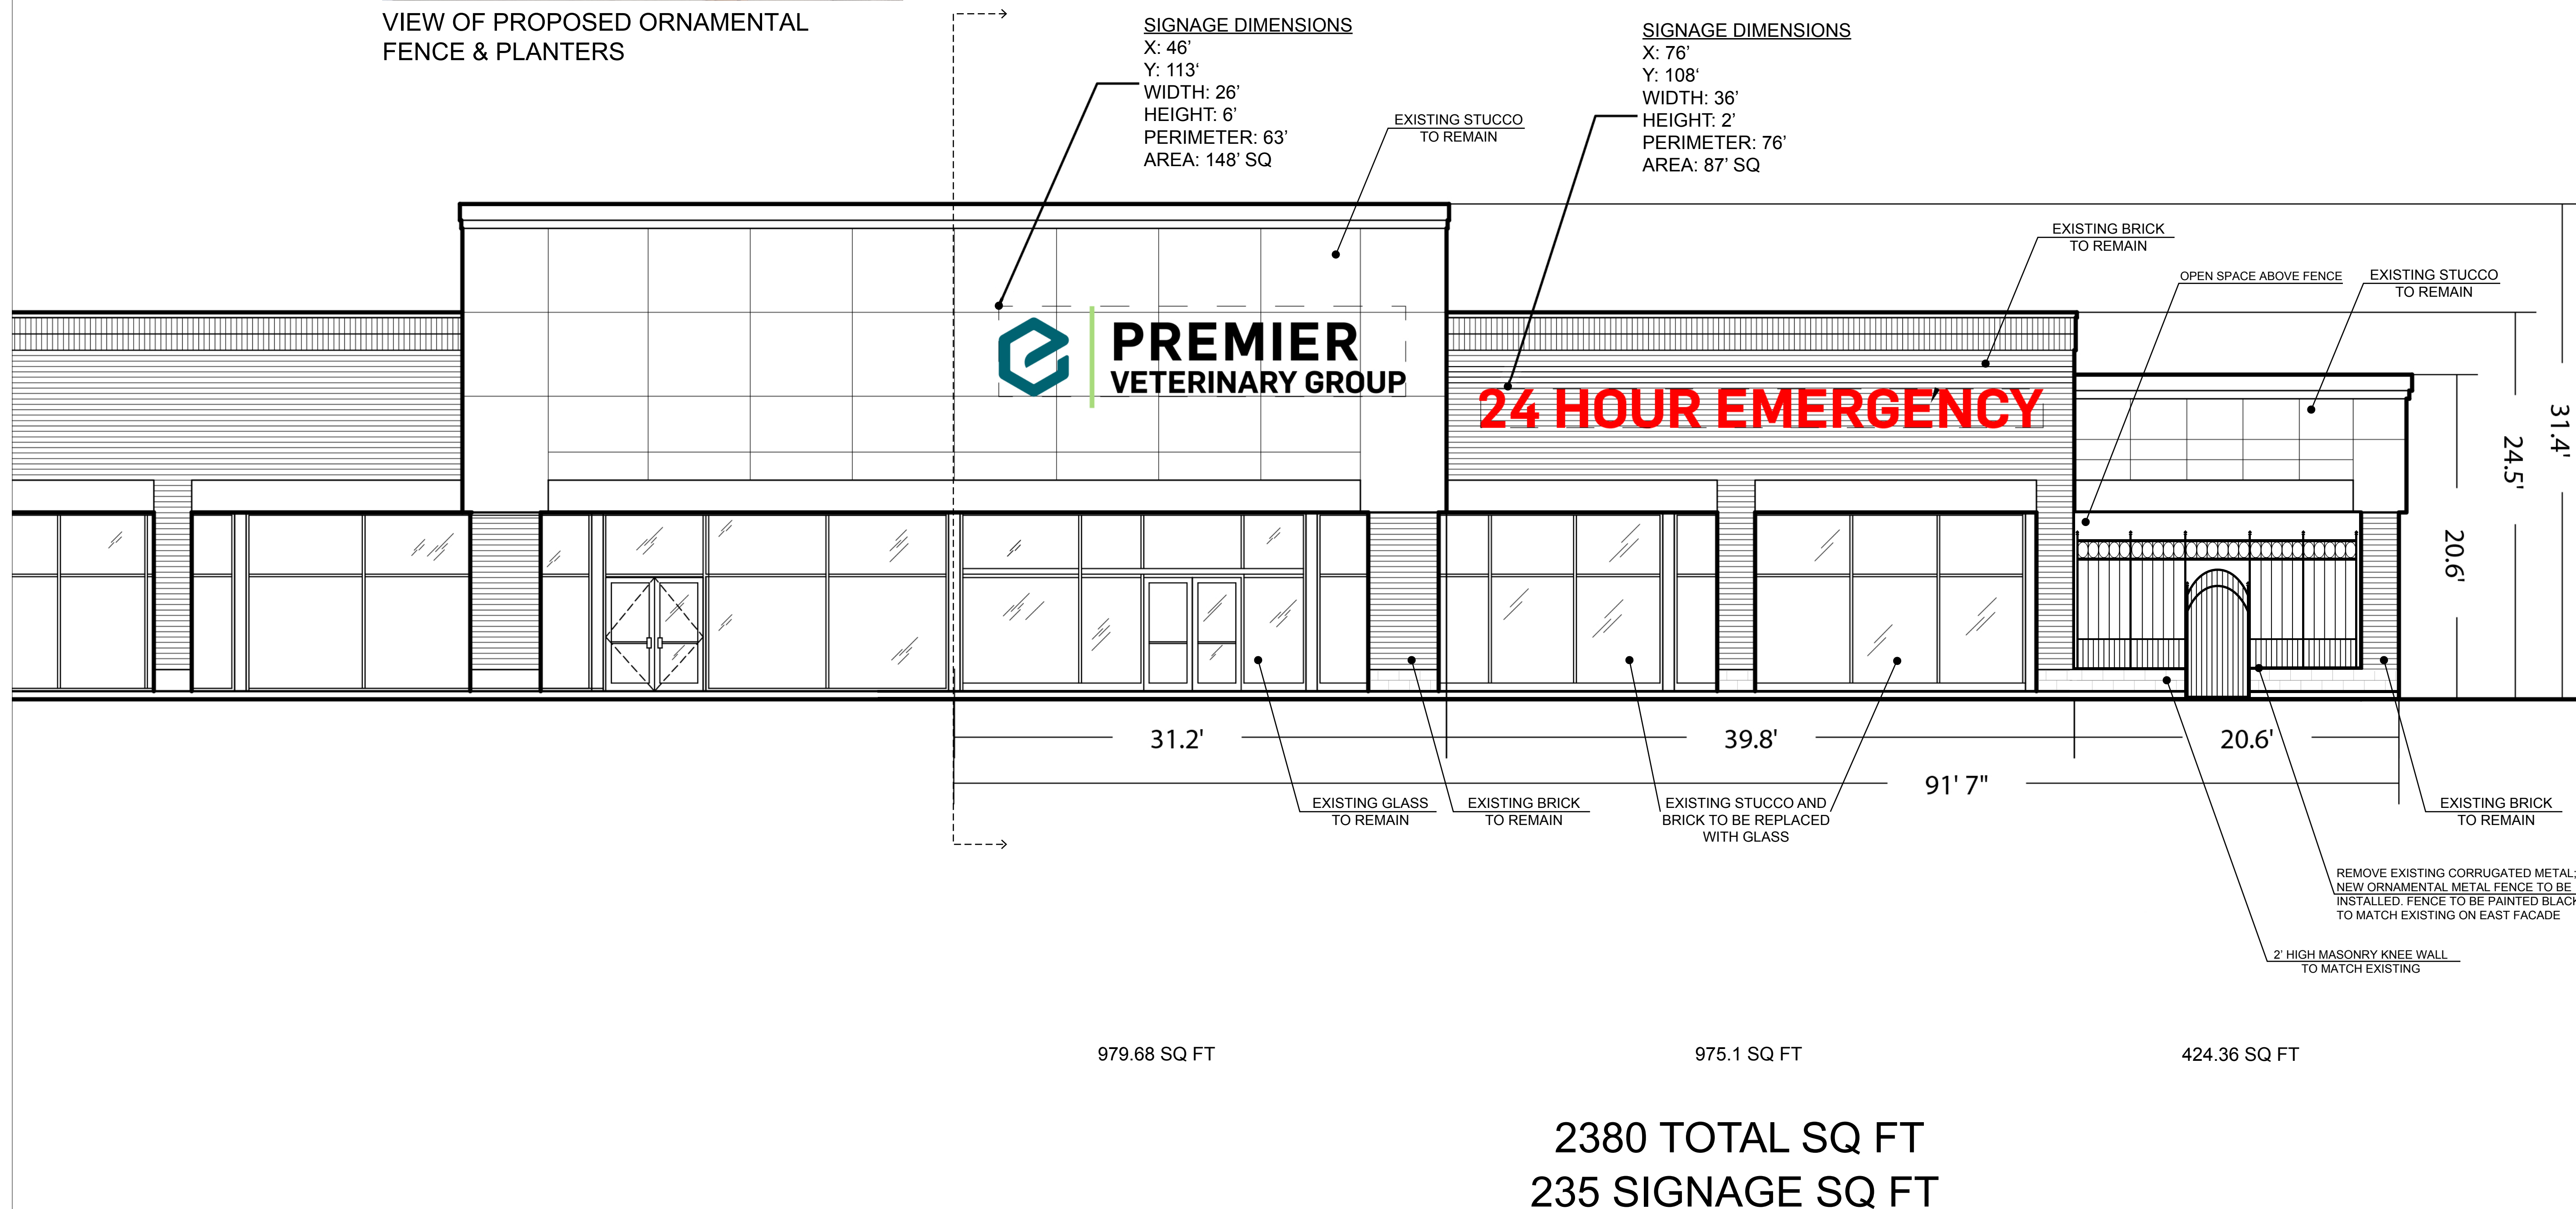 VIEW OF PROPOSED ORNAMENTAL
FENCE & PLANTERS
SIGNAGE DIMENSIONS
X: 46’
Y: 113‘
WIDTH: 26’
HEIGHT: 6’
PERIMETER: 63’
AREA: 148’ SQ
SIGNAGE DIMENSIONS
X: 76’
Y: 108‘
WIDTH: 36’
HEIGHT: 2’
PERIMETER: 76’
AREA: 87’ SQ
EXISTING STUCCO
TO REMAIN
EXISTING BRICK
TO REMAIN
OPEN SPACE ABOVE FENCE
EXISTING STUCCO
TO REMAIN
PREMIER
VETERINARY GROUP
24 HOUR EMERGENCY
31.4'
24.5'
20.6'
31.2'
39.8'
20.6'
91' 7"
EXISTING GLASS
TO REMAIN
EXISTING BRICK
TO REMAIN
EXISTING STUCCO AND
BRICK TO BE REPLACED
WITH GLASS
EXISTING BRICK
TO REMAIN
REMOVE EXISTING CORRUGATED METAL;
NEW ORNAMENTAL METAL FENCE TO BE
INSTALLED. FENCE TO BE PAINTED BLACK
TO MATCH EXISTING ON EAST FACADE
2’ HIGH MASONRY KNEE WALL
TO MATCH EXISTING
979.68 SQ FT
975.1 SQ FT
424.36 SQ FT
2380 TOTAL SQ FT
235 SIGNAGE SQ FT